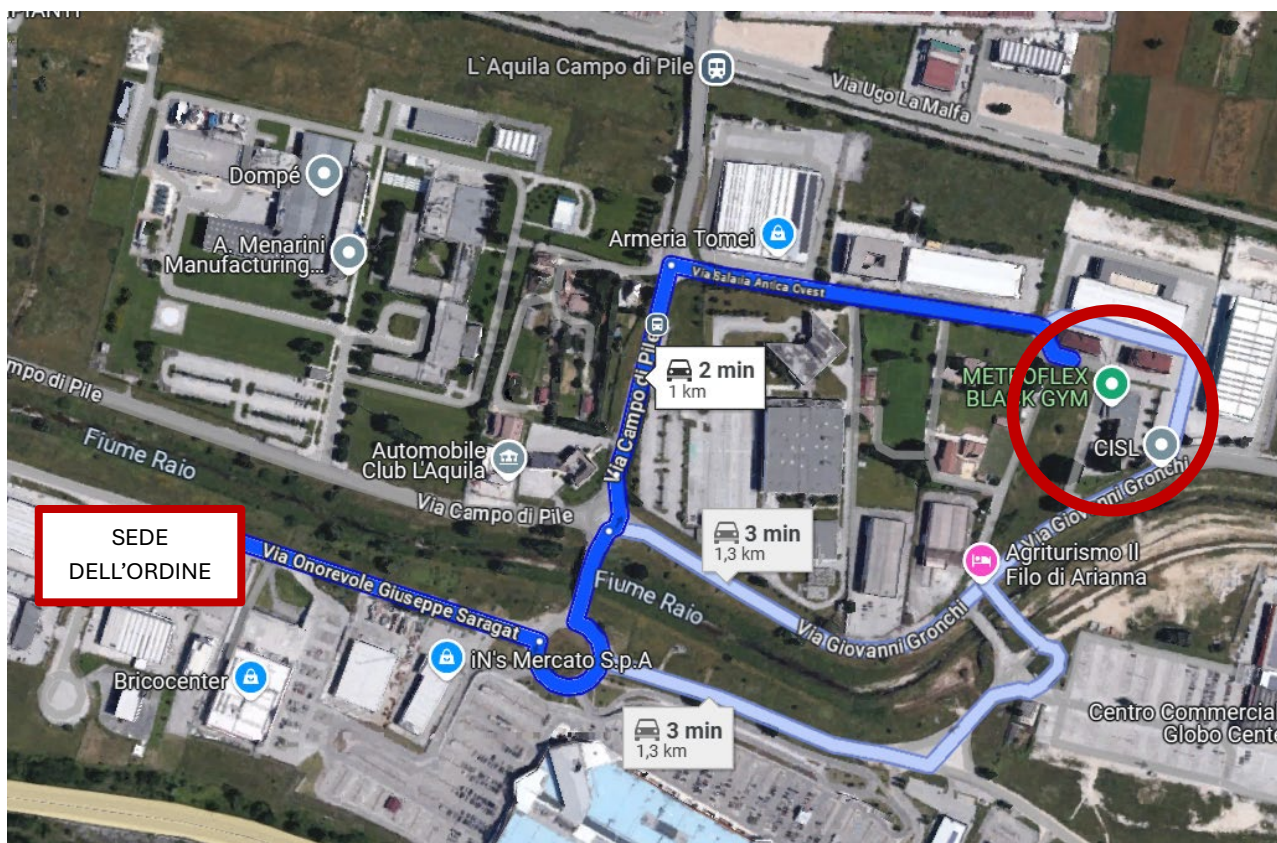 PIANTI
L`Aquila Campo di Pile
Via Ugo La Malfa
Dompé
A. Menarini
Manufacturing...
Armeria Tomei
Via Salaria Antica Ovest
Via Campo di Pile
2 min
1 km
METROFLEX
BLACK GYM
CISL
mpo di Pile
Fiume Raio
Automobile
Club L'Aquila
Via Campo di Pile
Via Giovanni Gronchi
SEDE
DELL'ORDINE
3 min
1,3 km
Agriturismo Il
Filo di Arianna
Via Onorevole Giuseppe Saragat
Fiume Raio
Via Giovanni Gronchi
iN's Mercato S.p.A
Bricocenter
3 min
1,3 km
Centro Commercia
Globo Cente